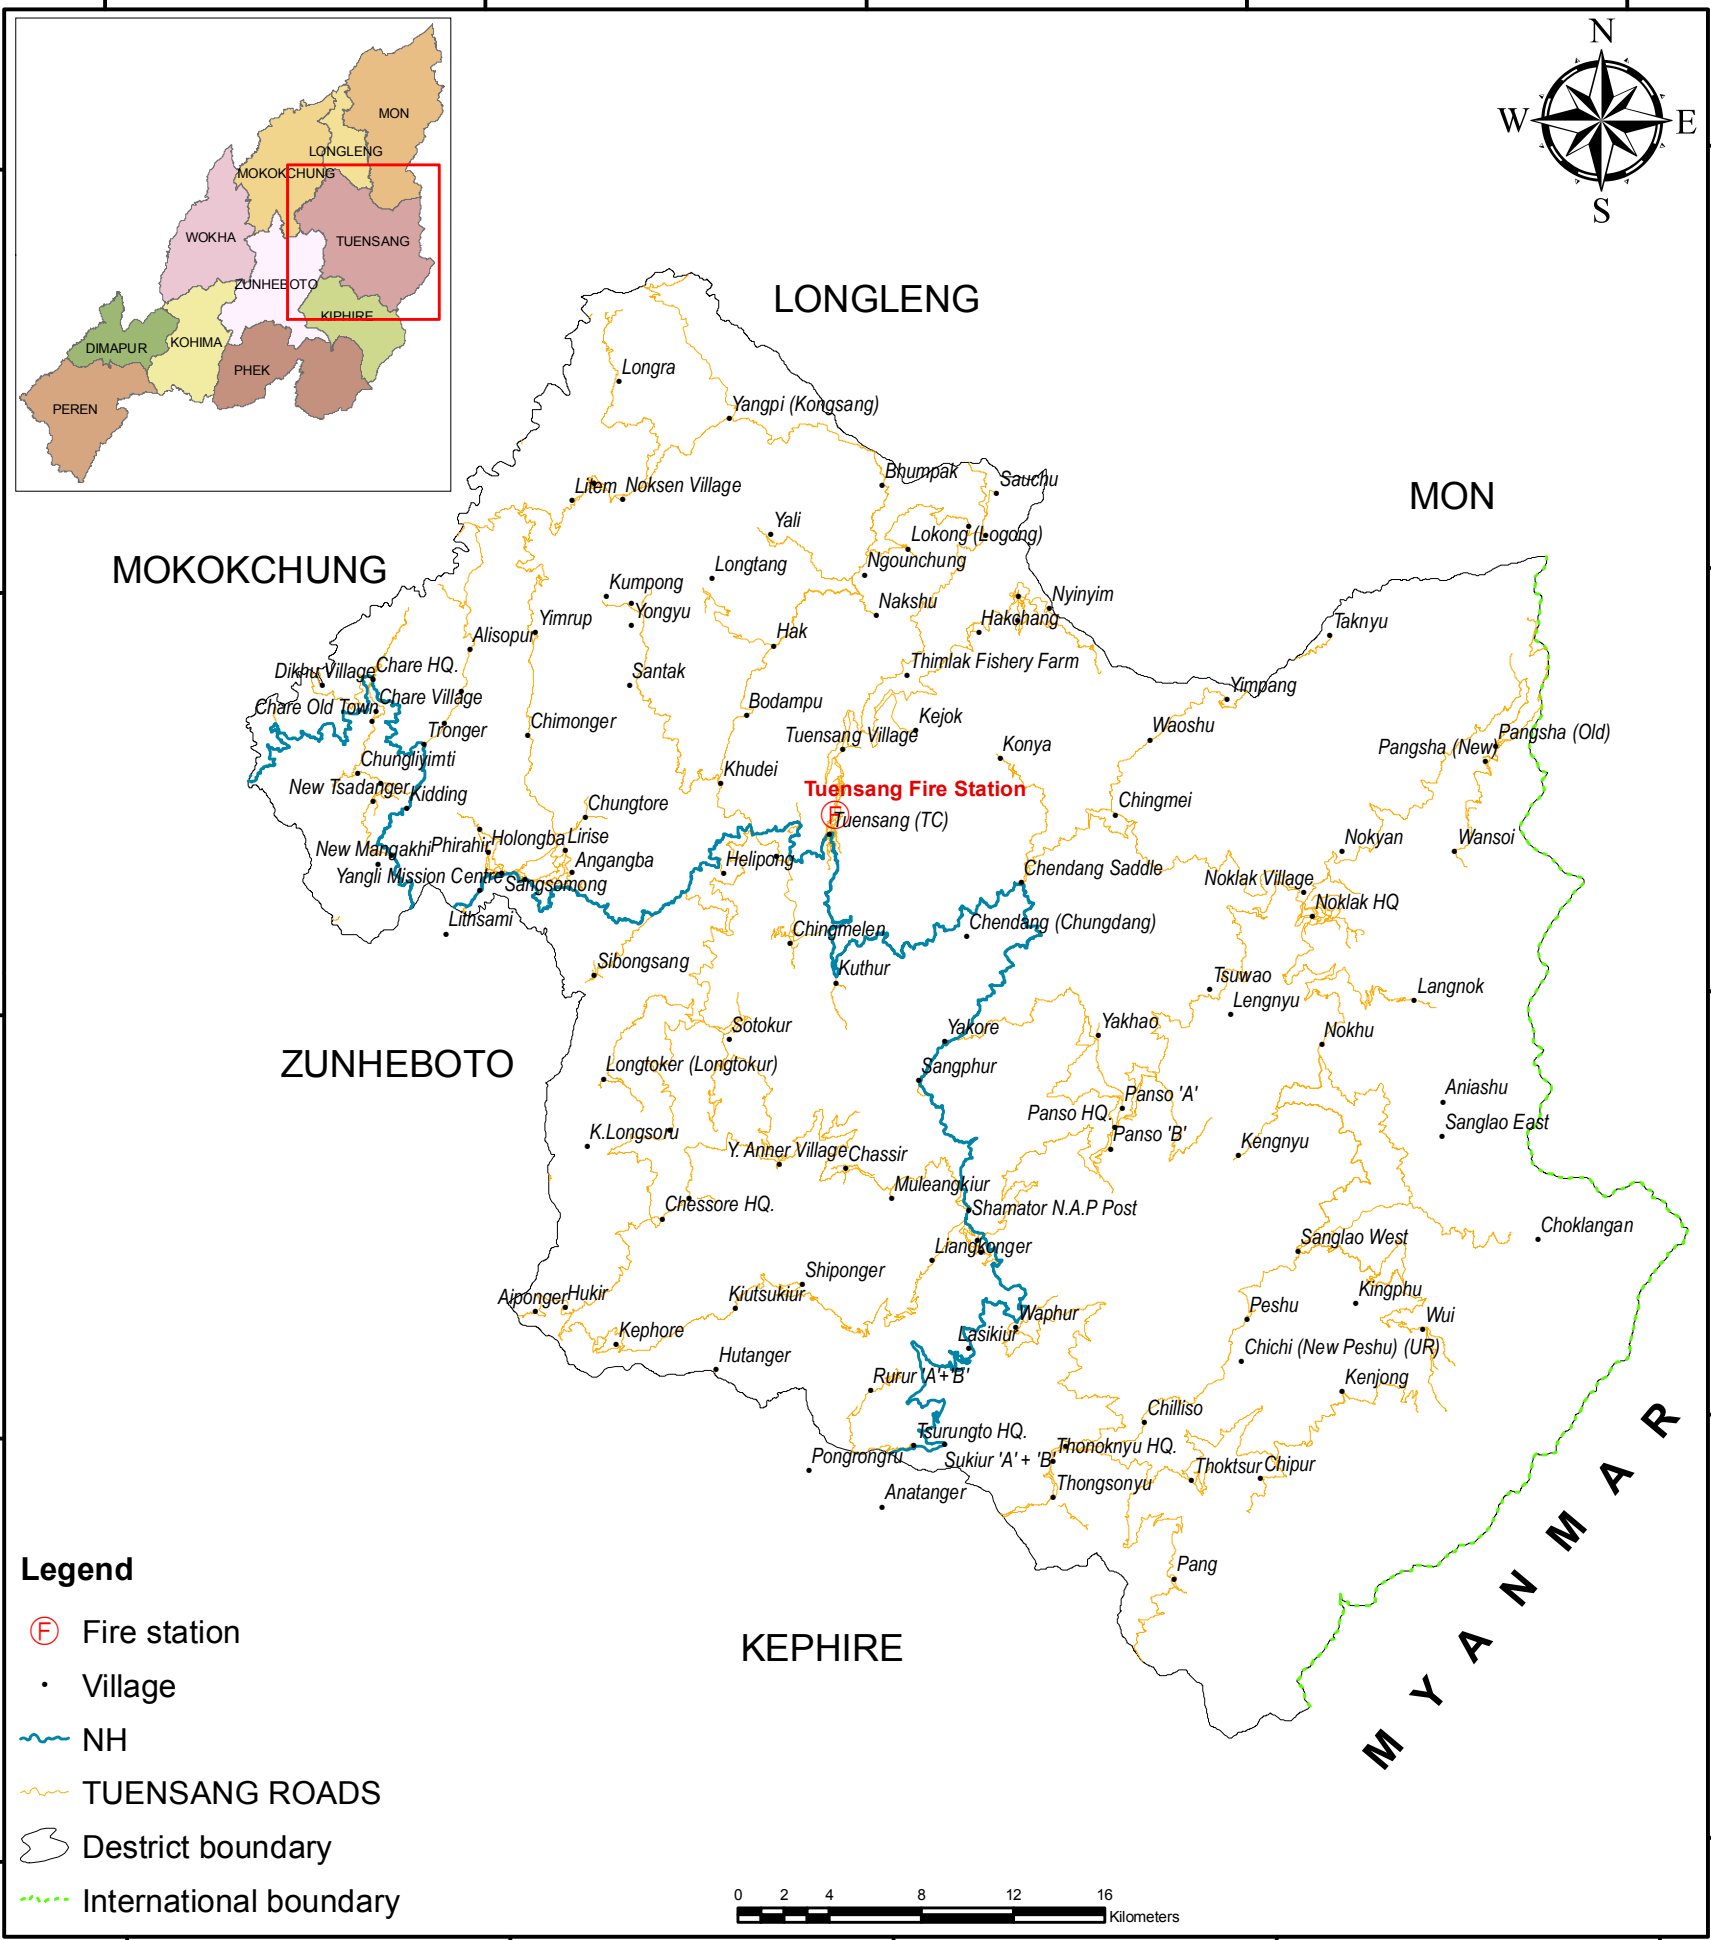 MON
LONGLENG
MOKOKCHUNG
WOKHA
TUENSANG
ZUNHEBOTO
KIPHIRE
DIMAPUR
KOHIMA
PHEK
PEREN
N
W
E
S
LONGLENG
MON
MOKOKCHUNG
ZUNHEBOTO
KEPHIRE
MYANMAR
Longra
Yangpi (Kongsang)
Bhumpak
Sauchu
Litem
Noksen Village
Yali
Lokong (Logong)
Longtang
Ngounchung
Kumpong
Yongyu
Nakshu
Nyinyim
Hakchang
Taknyu
Yimrup
Alisopur
Hak
Dikhu Village
Chare HQ.
Santak
Thimlak Fishery Farm
Yimpang
Chare Old Town
Chare Village
Bodampu
Kejok
Waoshu
Tronger
Chimonger
Tuensang Village
Konya
Pangsha (New)
Pangsha (Old)
Chungliyimti
Khudei
New Tsadanger
Kidding
Chungtore
Tuensang Fire Station
F
Tuensang (TC)
Chingmei
New Mangakhi
Phirahir
Holongba
Lirise
Helipong
Nokyan
Wansoi
Yangli Mission Centre
Sangsomong
Angangba
Chendang Saddle
Noklak Village
Noklak HQ
Lithsami
Chingmelen
Chendang (Chungdang)
Sibongsang
Kuthur
Tsuwao
Lengnyu
Langnok
Sotokur
Yakore
Yakhao
Nokhu
Longtoker (Longtokur)
Sangphur
Aniashu
Panso 'A'
Panso HQ.
Panso 'B'
Sanglao East
K.Longsoru
Y. Anner Village
Chassir
Kengnyu
Muleangkiur
Chessore HQ.
Shamator N.A.P Post
Choklangan
Liangkonger
Sanglao West
Shiponger
Aiponger
Hukir
Kiutsukiur
Kingphu
Peshu
Wui
Waphur
Kephore
Lasikiur
Hutanger
Chichi (New Peshu) (UR)
Rurur 'A'+'B'
Kenjong
Chilliso
Tsurungto HQ.
Pongrongru
Sukiur 'A' + 'B'
Thonoknyu HQ.
Thoktsur
Chipur
Anatanger
Thongsonyu
Pang
Legend
F Fire station
Village
NH
TUENSANG ROADS
Destrict boundary
International boundary
0 2 4 8 12 16
Kilometers